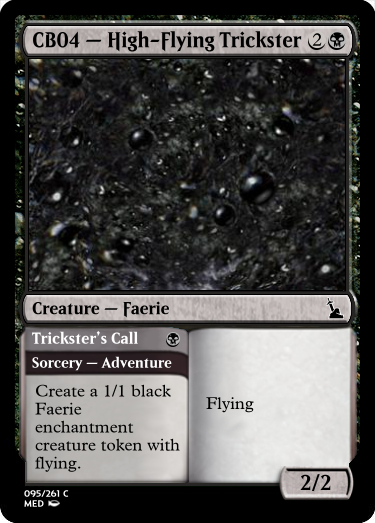 CB04 — High-Flying Trickster 2
Creature — Faerie
Trickster's Call
Sorcery — Adventure
Create a 1/1 black
Faerie
enchantment
creature token with
flying.
Flying
2/2
095/261 C
MED